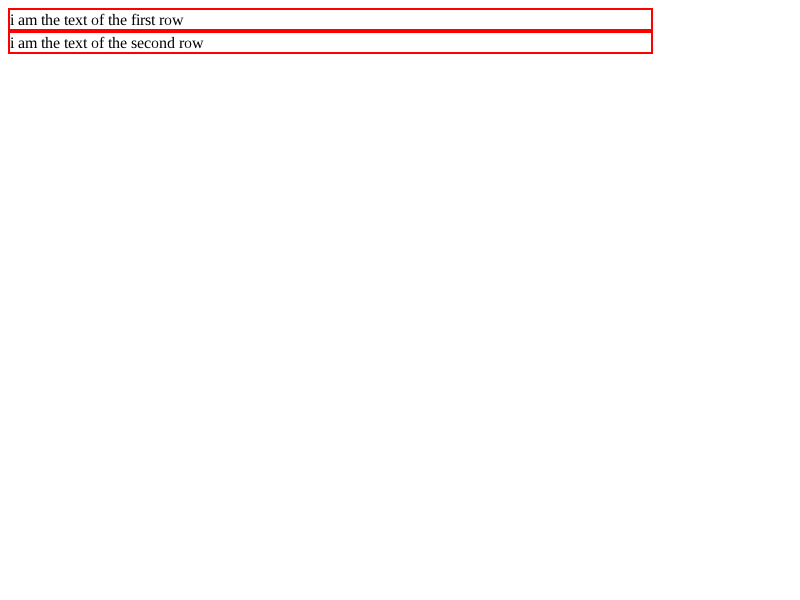 i am the text of the first row
i am the text of the second row